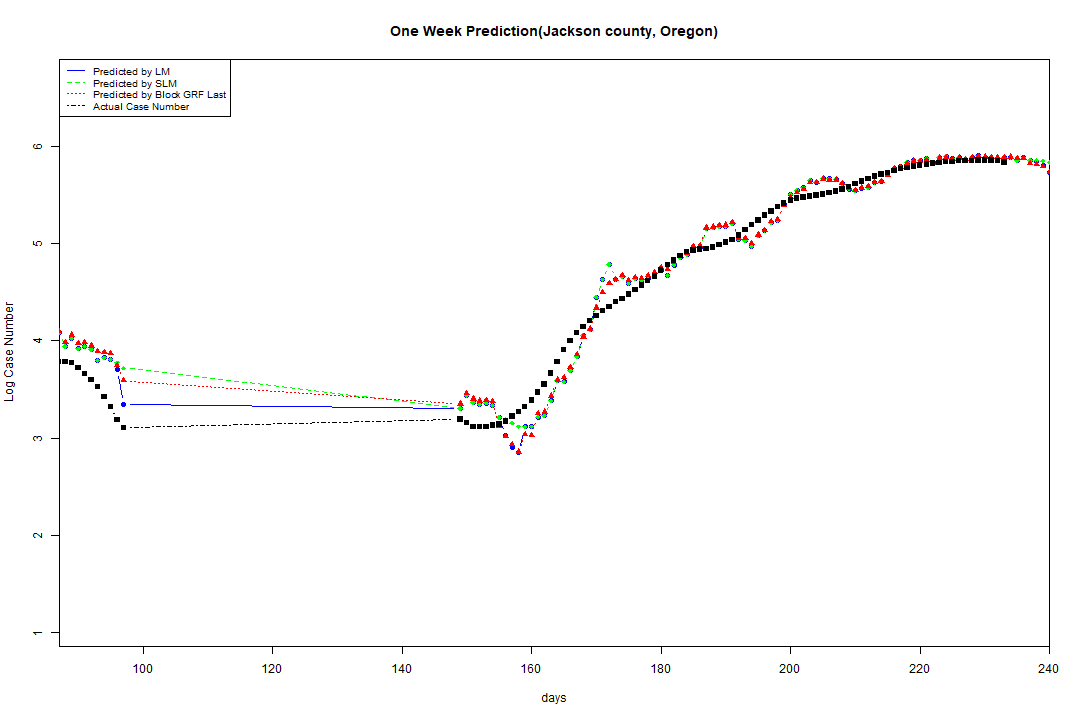 One Week Prediction(Jackson county, Oregon)
Predicted by LM
Predicted by SLM
Predicted by Block GRF Last
Actual Case Number
6
5
4
3
2
1
Log Case Number
100 120 140 160 180 200 220 240
days